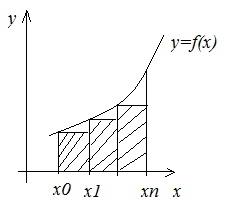 y
y=f(x)
x0 x1 xn x